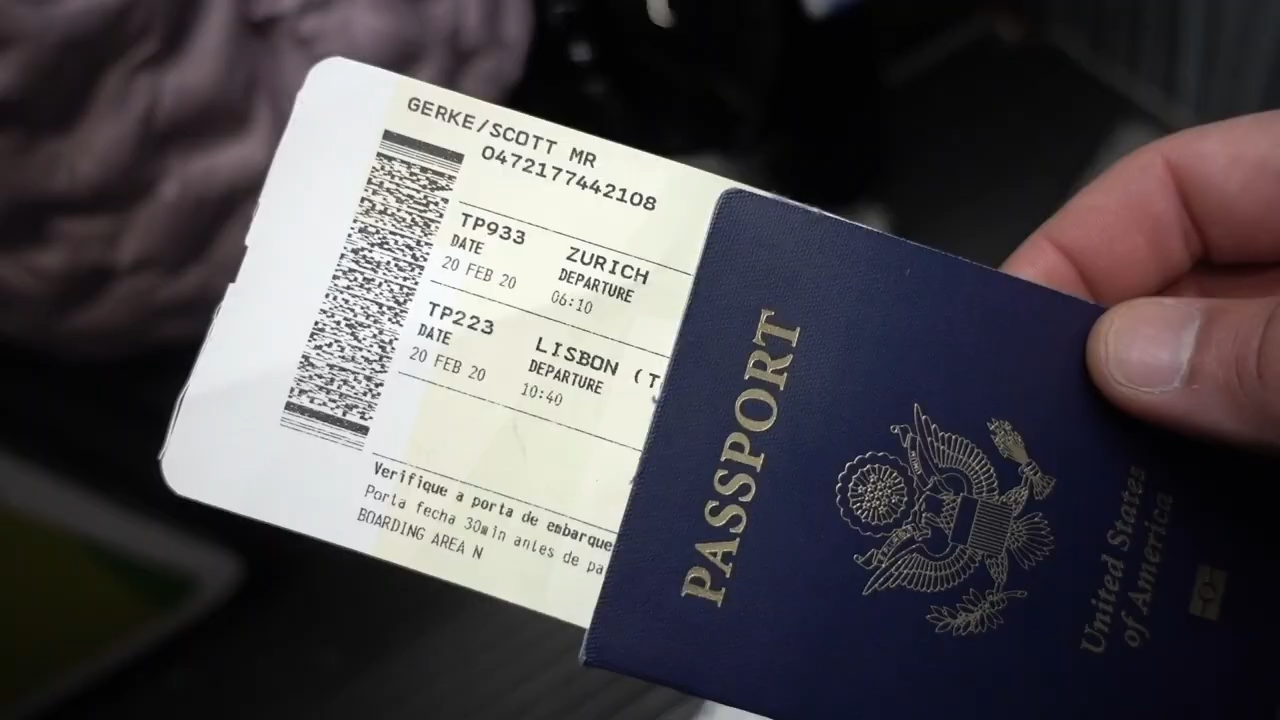 GERKE/SCOTT MR
0472177442108
TP933 ZURICH
DATE DEPARTURE
20 FEB 20 06:10
TP223 LISBON (T
DATE DEPARTURE
20 FEB 20 10:40
Verifique a porta de embarque
Porta fecha 30min antes de pa
BOARDING AREA N
PASSPORT
United States
of America